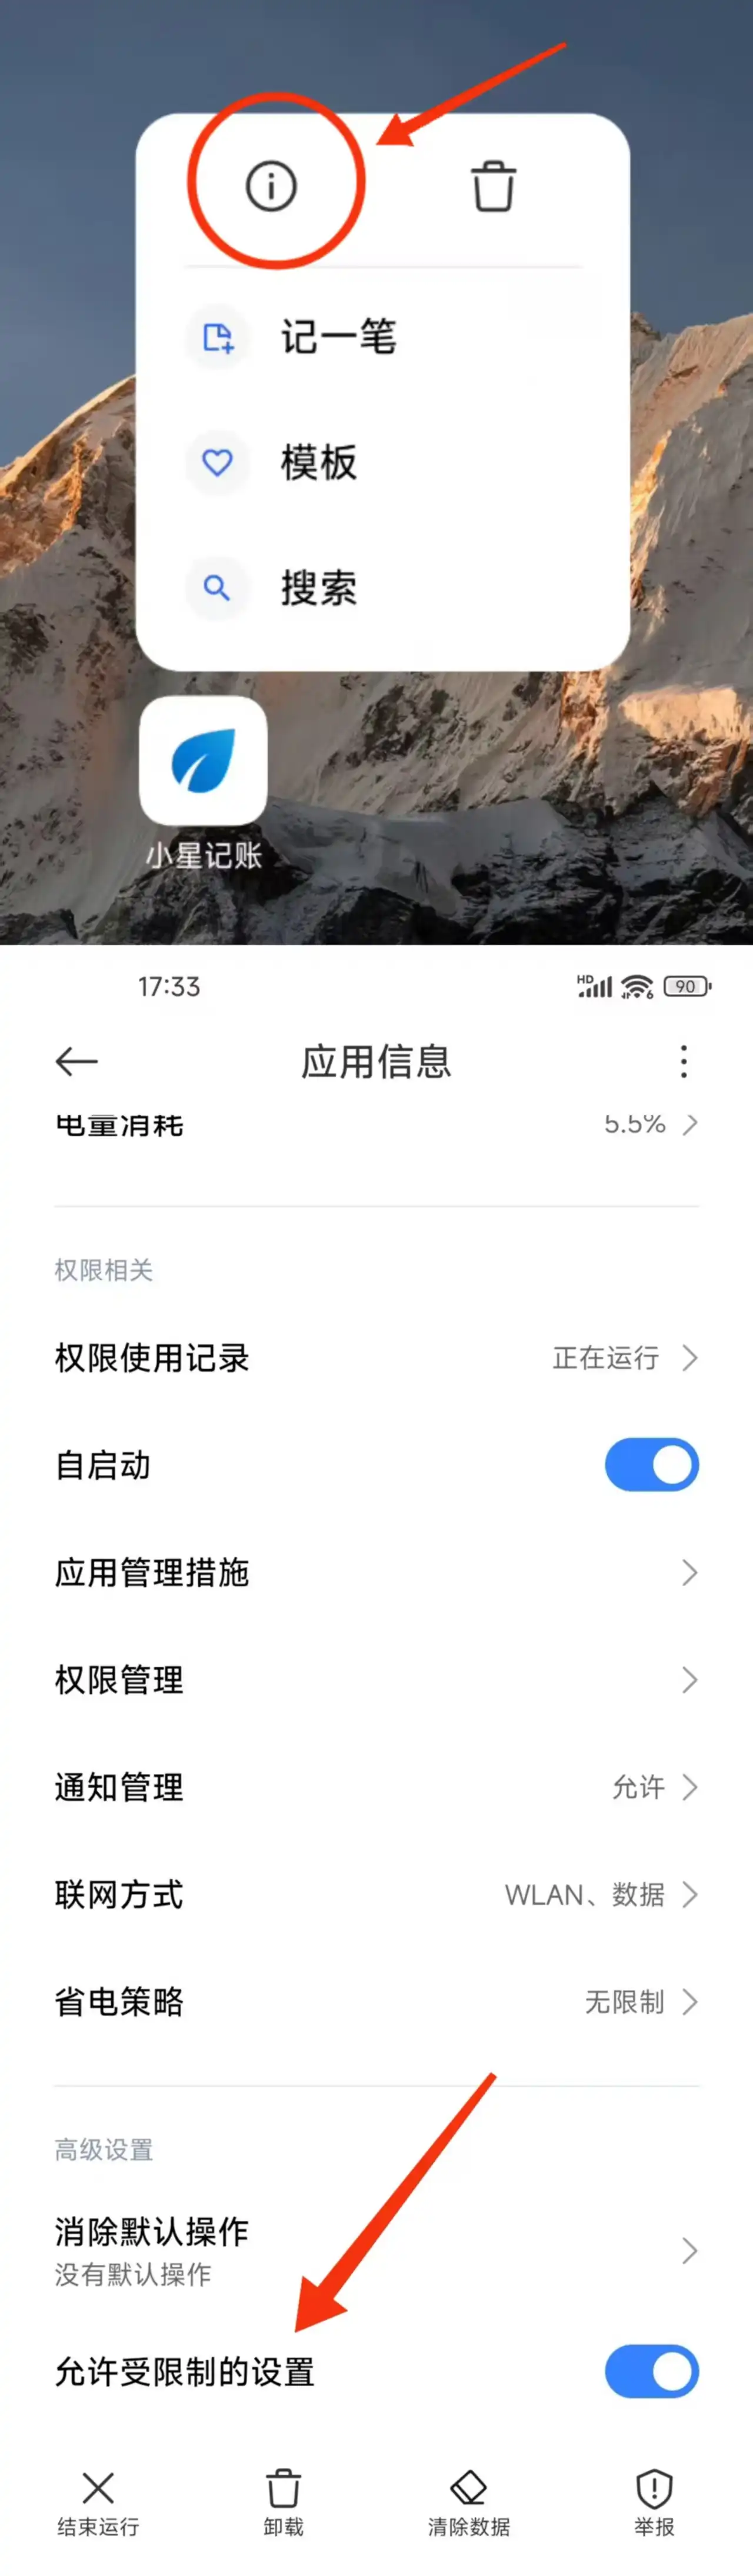 记一笔
模板
搜索
小星记账
17:33
HD
6
90
应用信息
电量消耗
5.5%
权限相关
权限使用记录
正在运行
自启动
应用管理措施
权限管理
通知管理
允许
联网方式
WLAN、数据
省电策略
无限制
高级设置
消除默认操作
没有默认操作
允许受限制的设置
结束运行
卸载
清除数据
举报